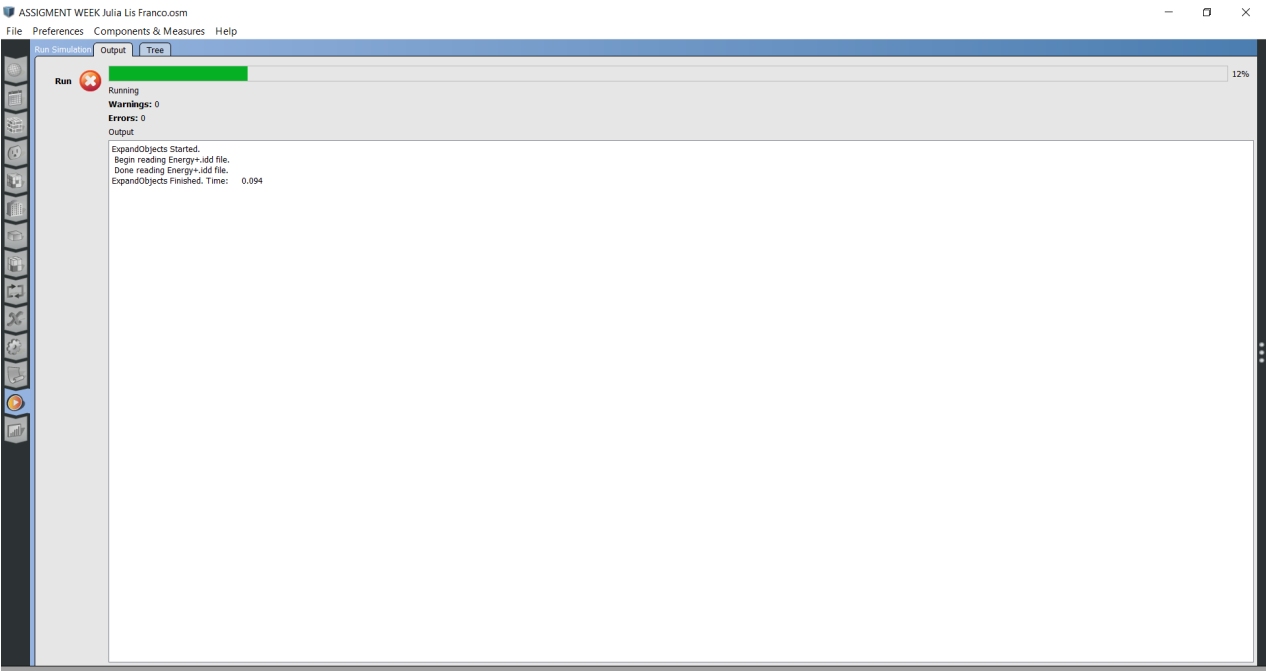 ASSIGMENT WEEK Julia Lis Franco.osm
File Preferences Components & Measures Help
Run Simulation Output Tree
Run 12%
Running
Warnings: 0
Errors: 0
Output
ExpandObjects Started.
Begin reading Energy+.idd file.
Done reading Energy+.idd file.
ExpandObjects Finished. Time: 0.094